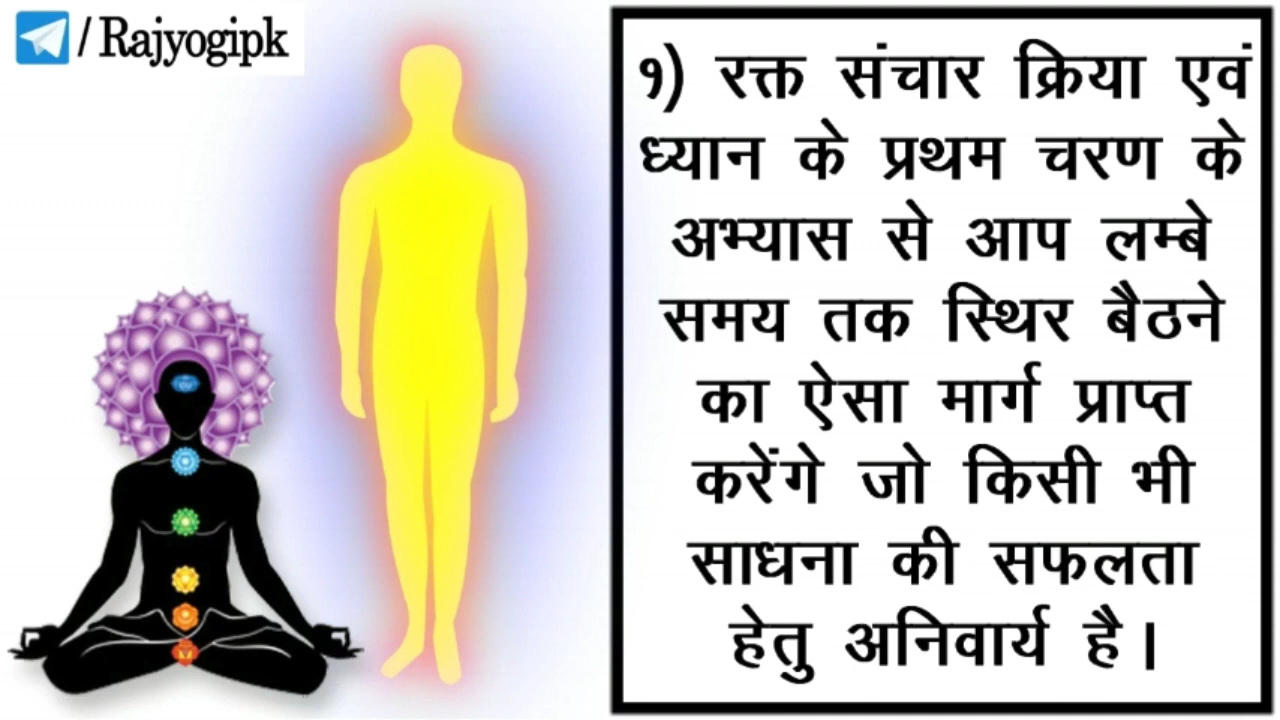 / Rajyogipk
१) रक्त संचार क्रिया एवं
ध्यान के प्रथम चरण के
अभ्यास से आप लम्बे
समय तक स्थिर बैठने
का ऐसा मार्ग प्राप्त
करेंगे जो किसी भी
साधना की सफलता
हेतु अनिवार्य है।